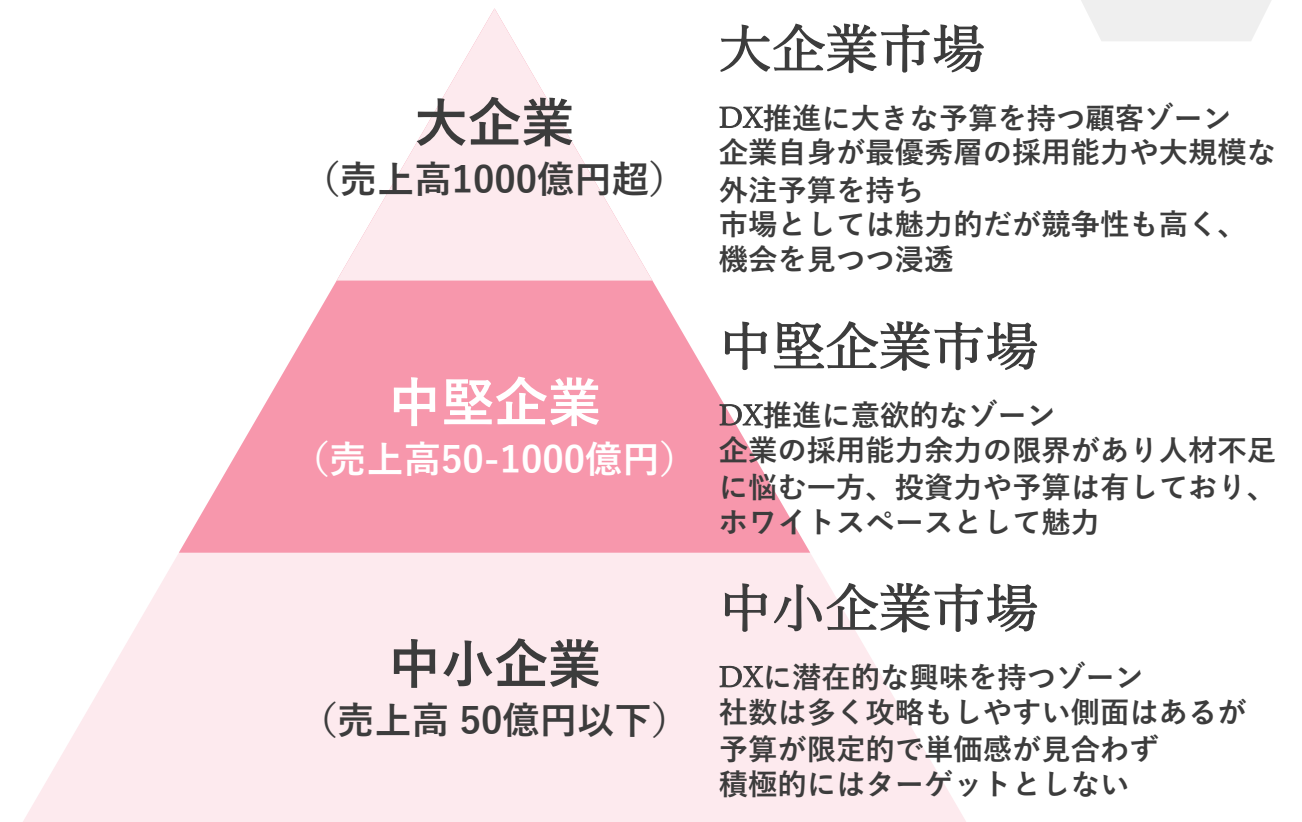 大企業
（売上高1000億円超）
大企業市場
DX推進に大きな予算を持つ顧客ゾーン
企業自身が最優秀層の採用能力や大規模な
外注予算を持ち
市場としては魅力的だが競争性も高く、
機会を見つつ浸透
中堅企業
（売上高50-1000億円）
中堅企業市場
DX推進に意欲的なゾーン
企業の採用能力余力の限界があり人材不足
に悩む一方、投資力や予算は有しており、
ホワイトスペースとして魅力
中小企業
（売上高 50億円以下）
中小企業市場
DXに潜在的な興味を持つゾーン
社数は多く攻略もしやすい側面はあるが
予算が限定的で単価感が見合わず
積極的にはターゲットとしない